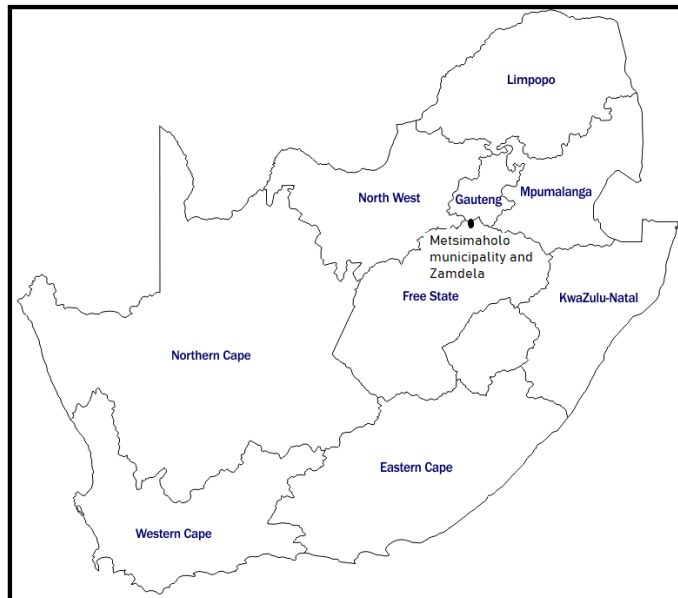 Limpopo
North West
Gauteng
Mpumalanga
Metsimaholo
municipality and
Zamdela
Free State
KwaZulu-Natal
Northern Cape
Eastern Cape
Western Cape